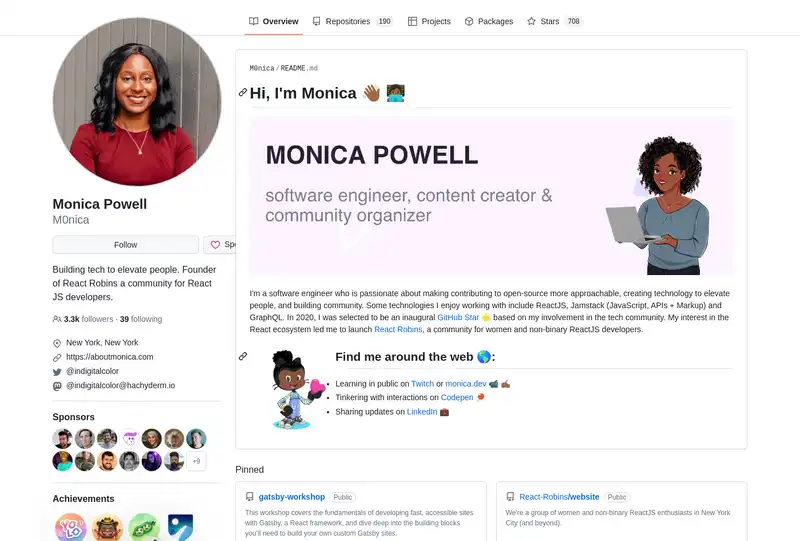 Overview
Repositories 190
Projects
Packages
Stars 708
M0nica / README.md
Hi, I'm Monica
MONICA POWELL
software engineer, content creator &
community organizer
Monica Powell
M0nica
Follow
Spo
Building tech to elevate people. Founder
of React Robins a community for React
JS developers.
3.3k followers · 39 following
New York, New York
https://aboutmonica.com
@indigitalcolor
@indigitalcolor@hachyderm.io
Sponsors
+9
Achievements
YOLO
I'm a software engineer who is passionate about making contributing to open-source more approachable, creating technology to elevate
people, and building community. Some technologies I enjoy working with include ReactJS, Jamstack (JavaScript, APIs + Markup) and
GraphQL. In 2020, I was selected to be an inaugural GitHub Star ⭐ based on my involvement in the tech community. My interest in the
React ecosystem led me to launch React Robins, a community for women and non-binary ReactJS developers.
Find me around the web 🌎:
Learning in public on Twitch or monica.dev
Tinkering with interactions on Codepen
Sharing updates on LinkedIn
Pinned
gatsby-workshop Public
This workshop covers the fundamentals of developing fast, accessible sites
with Gatsby, a React framework, and dive deep into the building blocks
you'll need to build your own custom Gatsby sites.
React-Robins/website Public
We're a group of women and non-binary ReactJS enthusiasts in New York
City (and beyond).